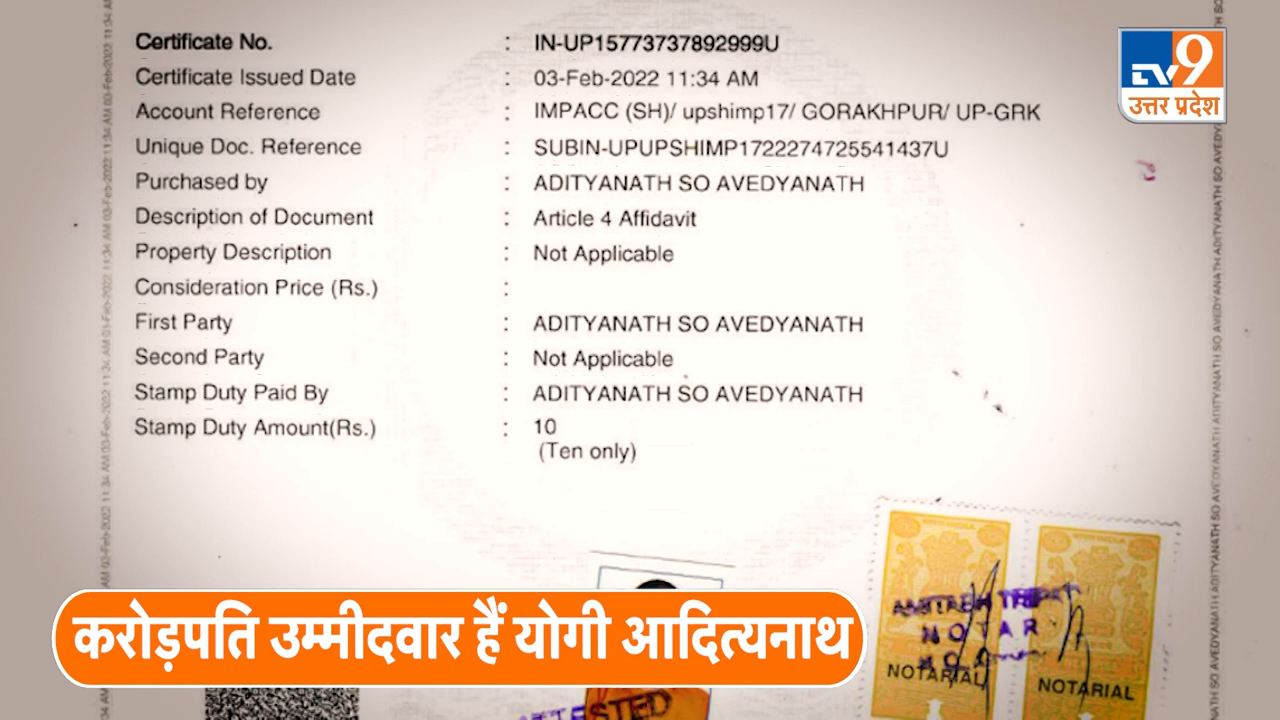 Certificate No. : IN-UP15773737892999U
Certificate Issued Date : 03-Feb-2022 11:34 AM
Account Reference : IMPACC (SH)/ upshimp17/ GORAKHPUR/ UP-GRK
Unique Doc. Reference : SUBIN-UPUPSHIMP1722274725541437U
Purchased by : ADITYANATH SO AVEDYANATH
Description of Document : Article 4 Affidavit
Property Description : Not Applicable
Consideration Price (Rs.) :
First Party : ADITYANATH SO AVEDYANATH
Second Party : Not Applicable
Stamp Duty Paid By : ADITYANATH SO AVEDYANATH
Stamp Duty Amount(Rs.) : 10
(Ten only)
TV9
उत्तर प्रदेश
करोड़पति उम्मीदवार हैं योगी आदित्यनाथ
NOTAR
NOTARIAL
NOTARIAL
ATTESTED